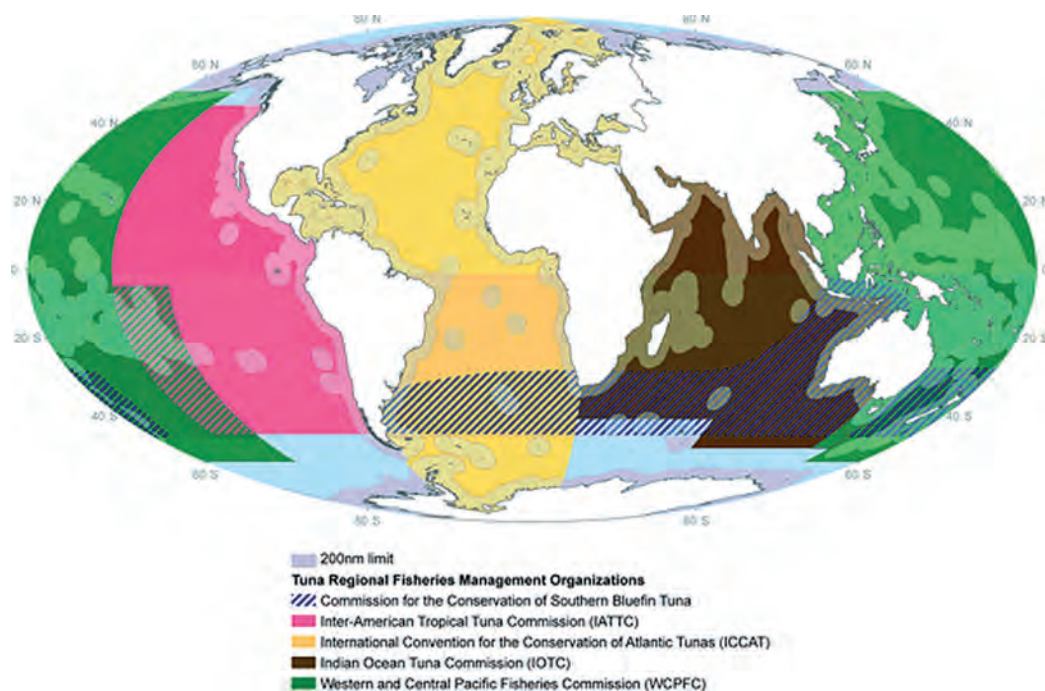 80 N 80 N
60 N 60 N
40 N 40 N
20 N 20 N
0 0
20 S 20 S
40 S 40 S
60 S 60 S
80 S 80 S
200nm limit
Tuna Regional Fisheries Management Organizations
Commission for the Conservation of Southern Bluefin Tuna
Inter-American Tropical Tuna Commission (IATTC)
International Convention for the Conservation of Atlantic Tunas (ICCAT)
Indian Ocean Tuna Commission (IOTC)
Western and Central Pacific Fisheries Commission (WCPFC)